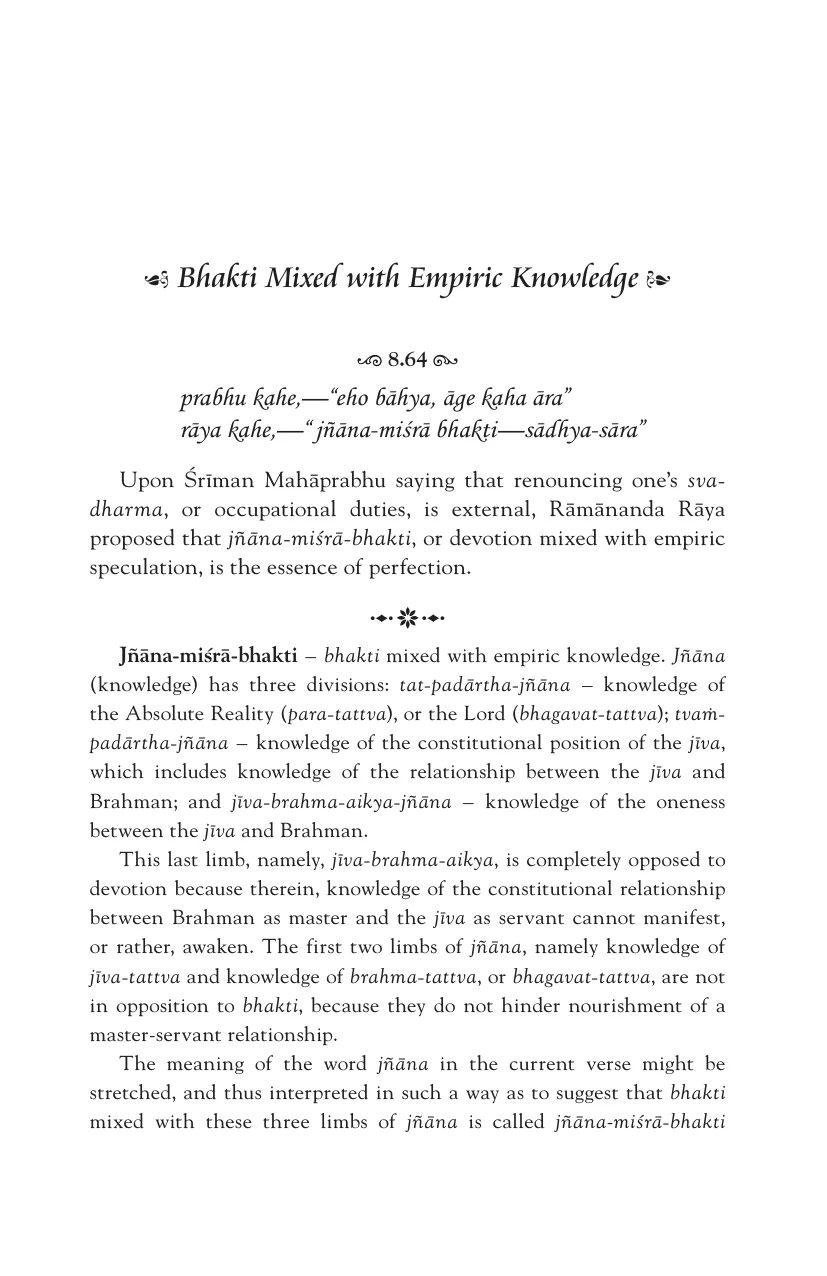 Bhakti Mixed with Empiric Knowledge
8.64
prabhu kahe,—“eho bāhya, āge kaha āra”
rāya kahe,—“jñāna-miśrā bhakti—sādhya-sāra”
Upon Śrīman Mahāprabhu saying that renouncing one’s sva-
dharma, or occupational duties, is external, Rāmānanda Rāya
proposed that jñāna-miśrā-bhakti, or devotion mixed with empiric
speculation, is the essence of perfection.
Jñāna-miśrā-bhakti – bhakti mixed with empiric knowledge. Jñāna
(knowledge) has three divisions: tat-padārtha-jñāna – knowledge of
the Absolute Reality (para-tattva), or the Lord (bhagavat-tattva); tvaṁ-
padārtha-jñāna – knowledge of the constitutional position of the jīva,
which includes knowledge of the relationship between the jīva and
Brahman; and jīva-brahma-aikya-jñāna – knowledge of the oneness
between the jīva and Brahman.
This last limb, namely, jīva-brahma-aikya, is completely opposed to
devotion because therein, knowledge of the constitutional relationship
between Brahman as master and the jīva as servant cannot manifest,
or rather, awaken. The first two limbs of jñāna, namely knowledge of
jīva-tattva and knowledge of brahma-tattva, or bhagavat-tattva, are not
in opposition to bhakti, because they do not hinder nourishment of a
master-servant relationship.
The meaning of the word jñāna in the current verse might be
stretched, and thus interpreted in such a way as to suggest that bhakti
mixed with these three limbs of jñāna is called jñāna-miśrā-bhakti